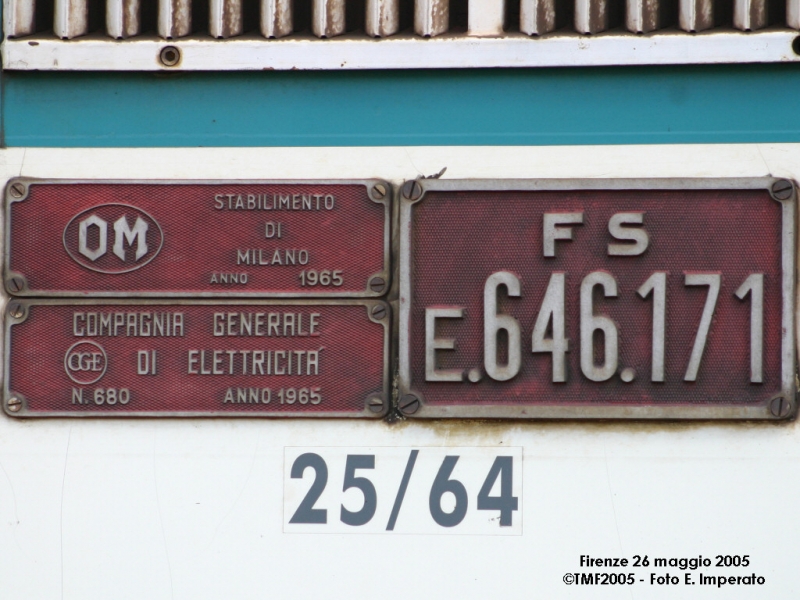 OM
STABILIMENTO
DI
MILANO
ANNO 1965
COMPAGNIA GENERALE
CGE DI ELETTRICITÀ
N. 680 ANNO 1965
FS
E.646.171
25/64
Firenze 26 maggio 2005
©TMF2005 - Foto E. Imperato